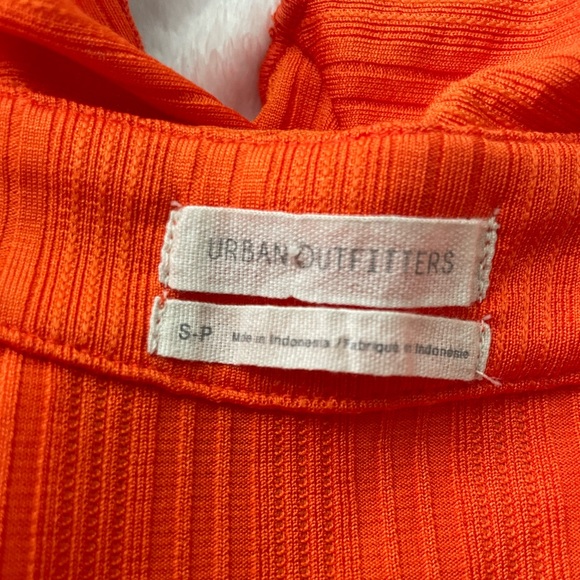 URBAN OUTFITTERS
S-P Made in Indonesia / Fabriqué en Indonésie